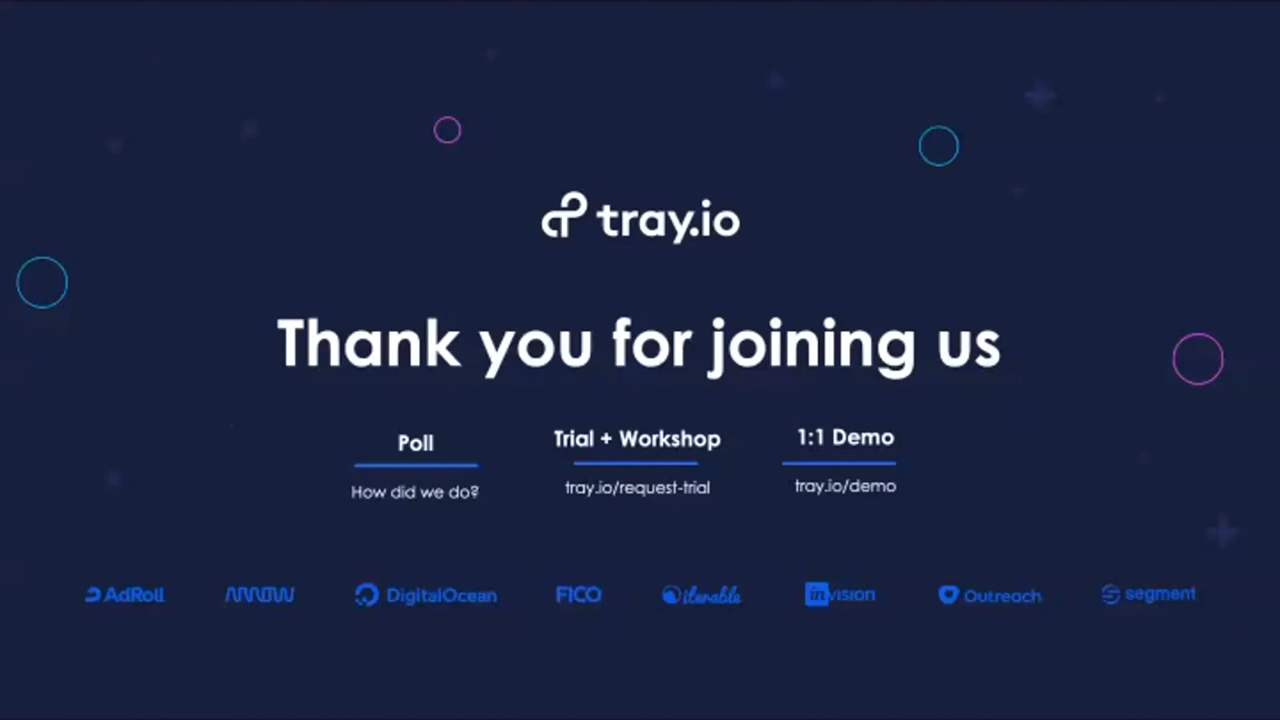 tray.io
Thank you for joining us
Poll
Trial + Workshop
1:1 Demo
How did we do?
tray.io/request-trial
tray.io/demo
AdRoll
ARROW
DigitalOcean
FICO
iterable
invision
Outreach
segment